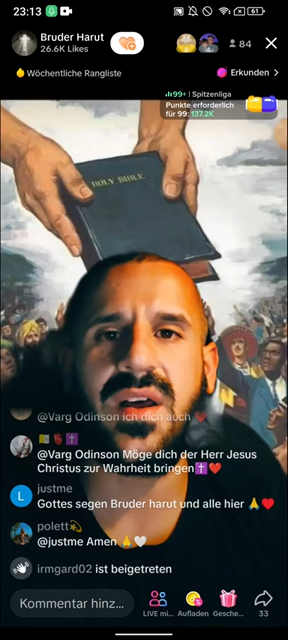 23:13
61
Bruder Harut
26.6K Likes
84
Wöchentliche Rangliste
Erkunden >
99+ | Spitzenliga
Punkte erforderlich
für 99: 137.2K
HOLY BIBLE
@Varg Odinson ich dich auch ❤️
@Varg Odinson Möge dich der Herr Jesus
Christus zur Wahrheit bringen✝️❤️
justme
Gottes segen Bruder harut und alle hier 🙏♥️
polett💫
@justme Amen 🙏🤍
irmgard02 ist beigetreten
Kommentar hinz...
LIVE mi...
Aufladen
Gesche...
33